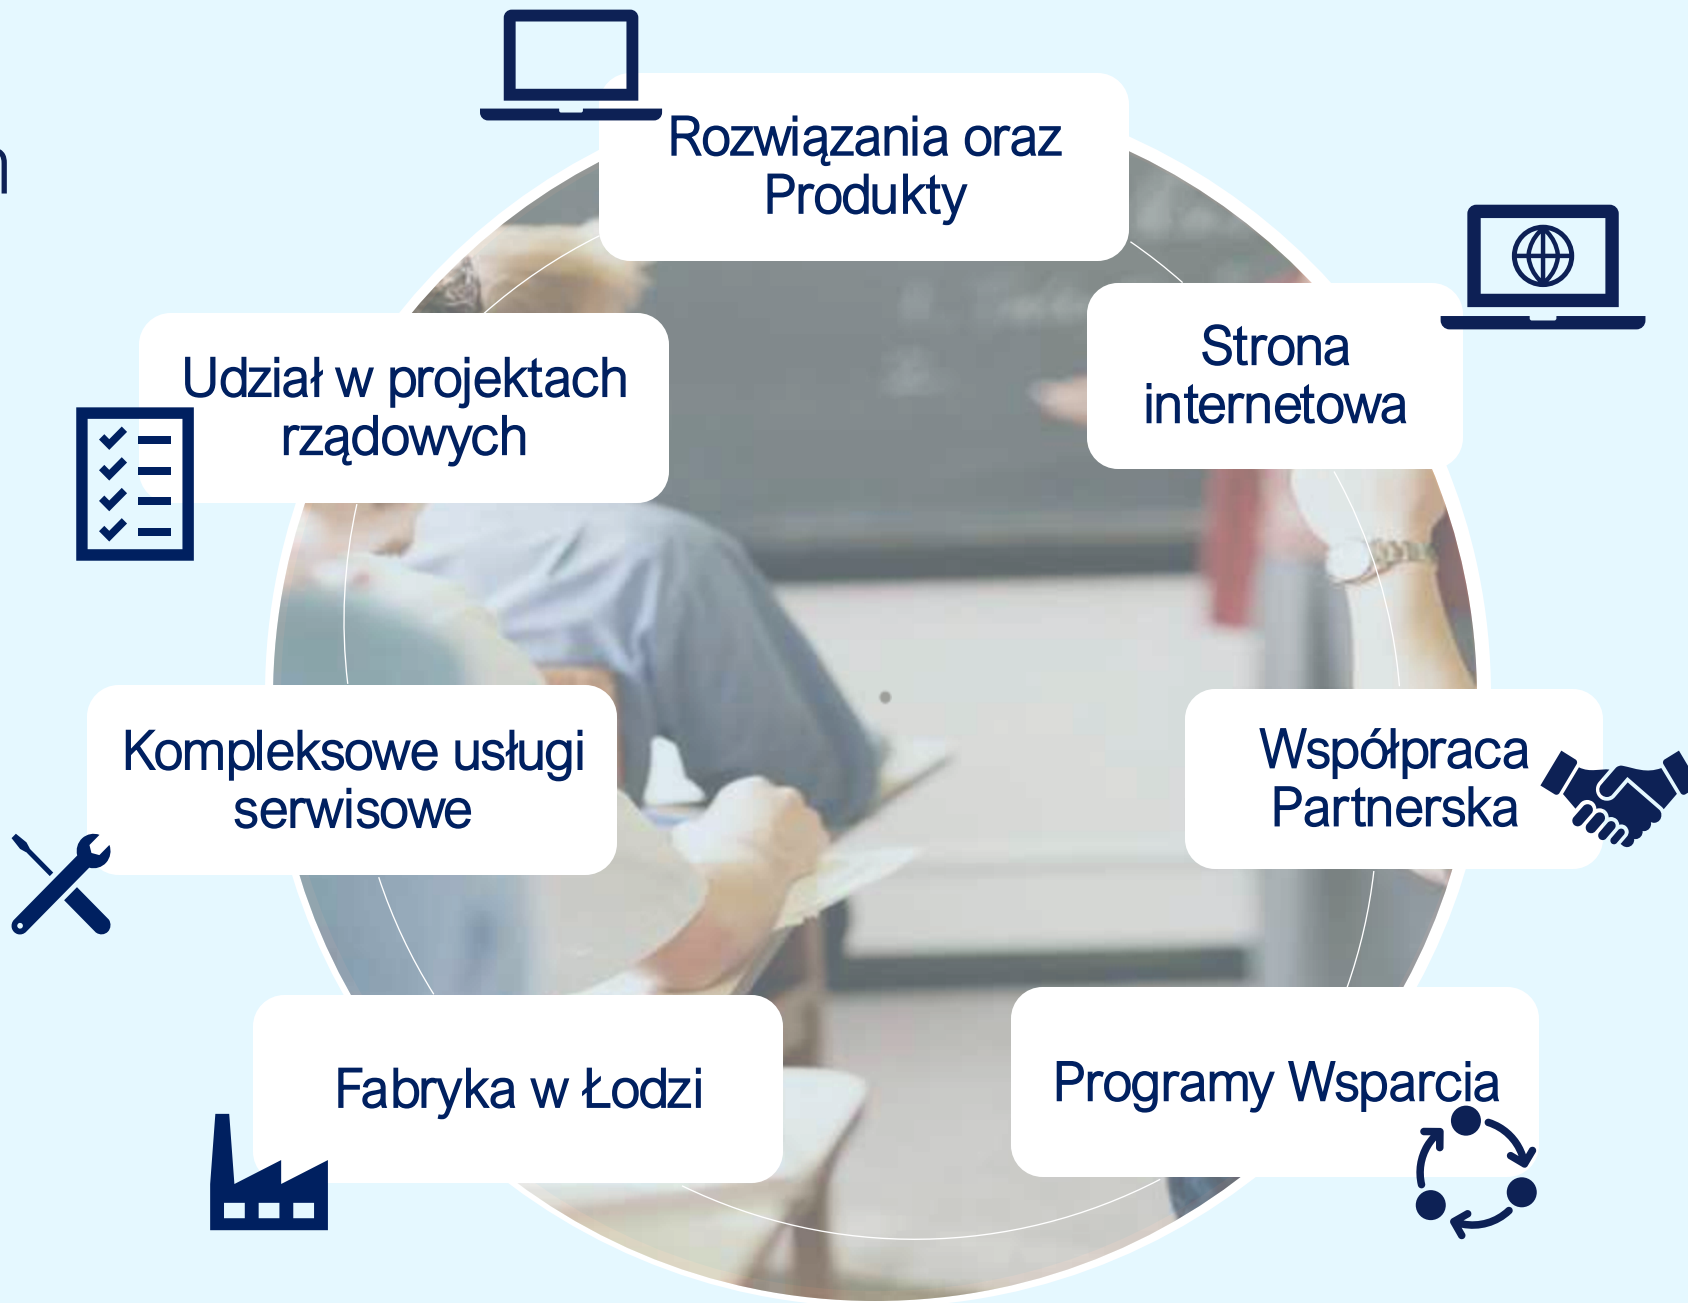 Rozwiązania oraz
Produkty
Strona
internetowa
Udział w projektach
rządowych
Kompleksowe usługi
serwisowe
Współpraca
Partnerska
Fabryka w Łodzi
Programy Wsparcia